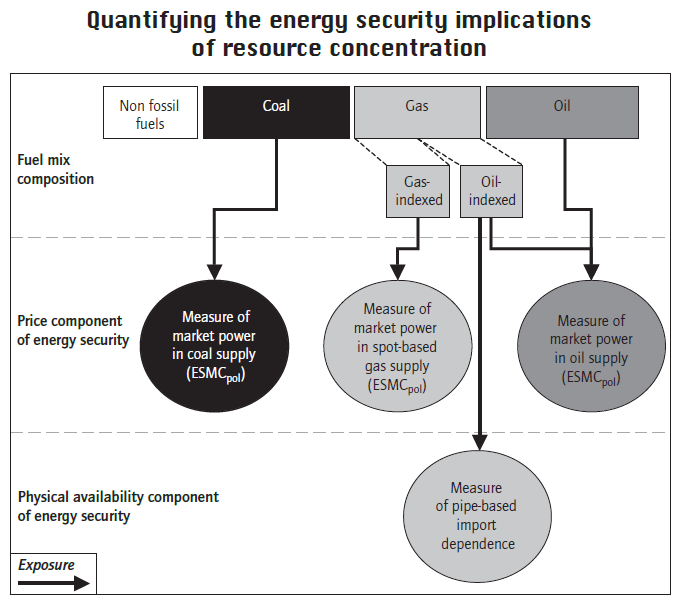 Quantifying the energy security implications
of resource concentration
Non fossil
fuels
Coal
Gas
Oil
Fuel mix
composition
Gas-
indexed
Oil-
indexed
Price component
of energy security
Measure of
market power
in coal supply
(ESMCpol)
Measure of
market power
in spot-based
gas supply
(ESMCpol)
Measure of
market power
in oil supply
(ESMCpol)
Physical availability component
of energy security
Measure
of pipe-based
import
dependence
Exposure